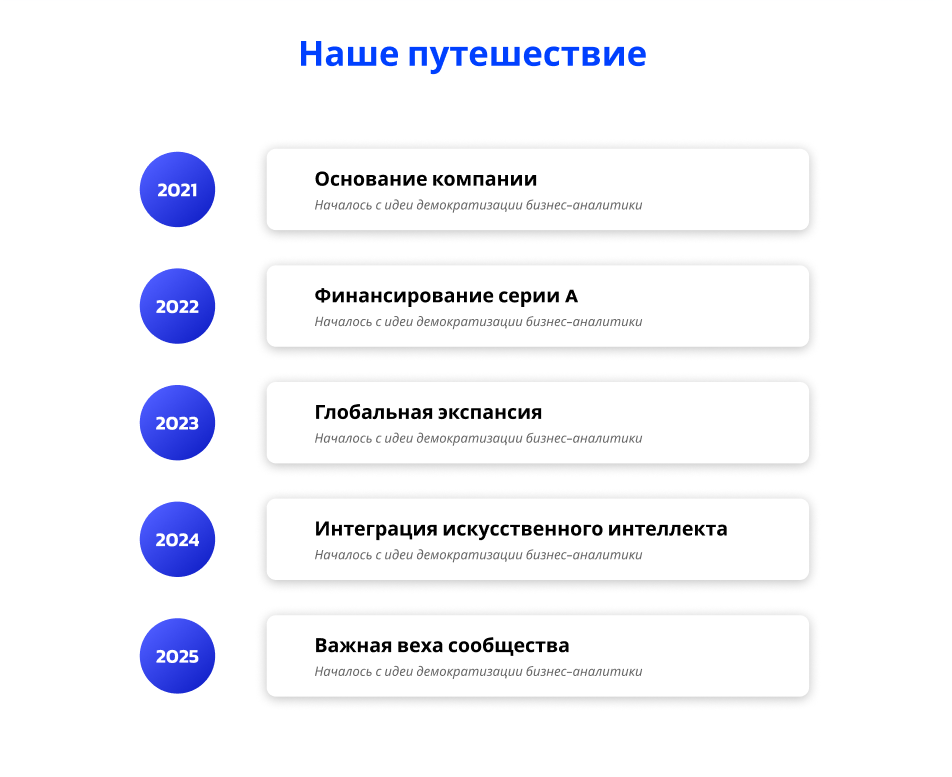 Наше путешествие
2021
Основание компании
Началось с идеи демократизации бизнес–аналитики
2022
Финансирование серии A
Началось с идеи демократизации бизнес–аналитики
2023
Глобальная экспансия
Началось с идеи демократизации бизнес–аналитики
2024
Интеграция искусственного интеллекта
Началось с идеи демократизации бизнес–аналитики
2025
Важная веха сообщества
Началось с идеи демократизации бизнес–аналитики